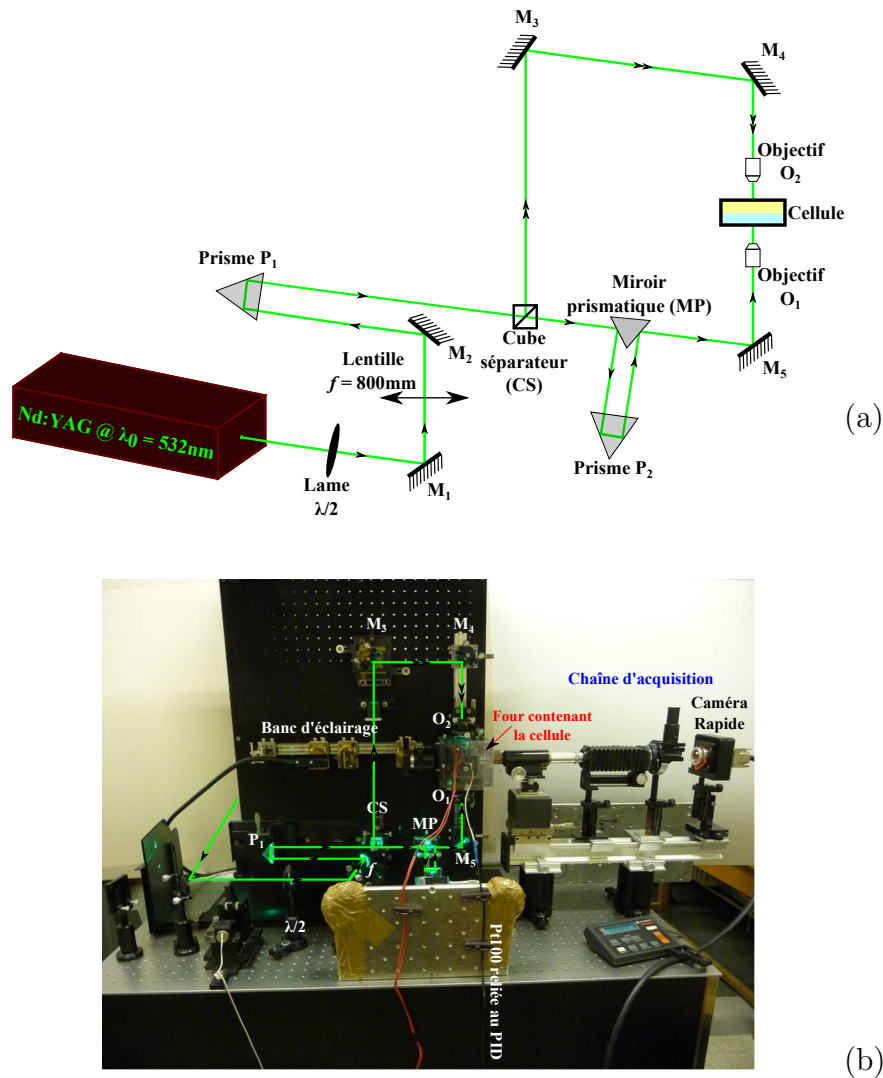 M3
M4
Objectif
O2
Cellule
Prisme P1
Miroir
prismatique (MP)
Objectif
O1
M2
Cube
séparateur
(CS)
Lentille
f = 800mm
M5
Nd:YAG @ λ0 = 532nm
(a)
Lame
λ/2
M1
Prisme P2
M3
M4
Chaîne d'acquisition
O2
Four contenant
la cellule
Caméra
Rapide
Banc d'éclairage
O1
CS
MP
P1
M5
f
λ/2
Pt100 reliée au PID
(b)